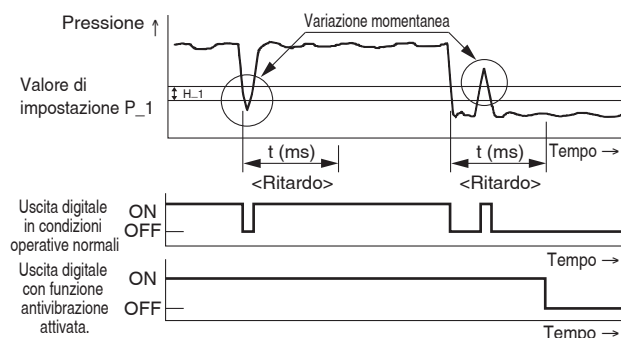 Pressione ↑
Variazione momentanea
Valore di
impostazione P_1
H_1
t (ms)
t (ms)
Tempo →
<Ritardo>
<Ritardo>
Uscita digitale
in condizioni
operative normali
ON
OFF
Tempo →
Uscita digitale
con funzione
antivibrazione
attivata.
ON
OFF
Tempo →